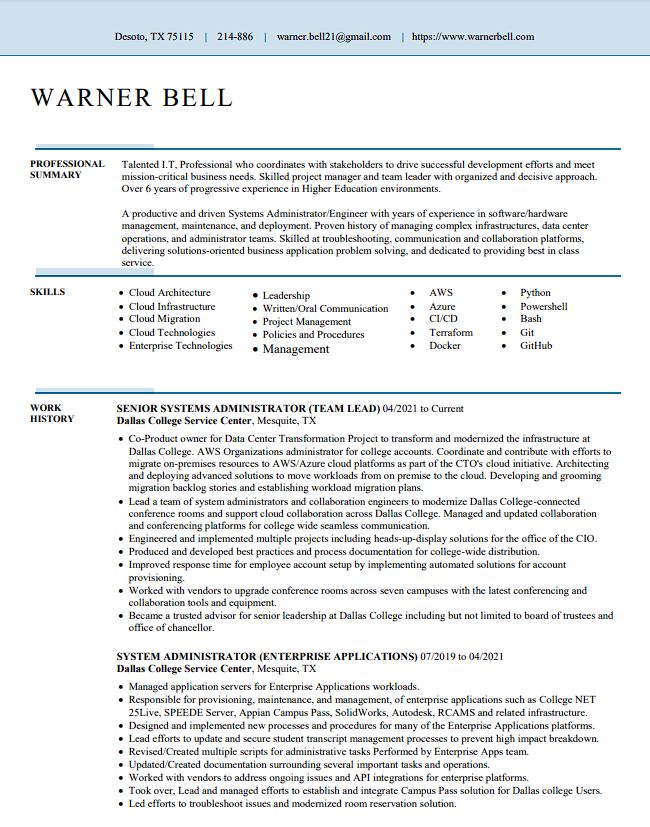 Desoto, TX 75115 | 214-886 | warner.bell21@gmail.com | https://www.warnerbell.com
WARNER BELL
PROFESSIONAL SUMMARY
Talented I.T, Professional who coordinates with stakeholders to drive successful development efforts and meet
mission-critical business needs. Skilled project manager and team leader with organized and decisive approach.
Over 6 years of progressive experience in Higher Education environments.
A productive and driven Systems Administrator/Engineer with years of experience in software/hardware
management, maintenance, and deployment. Proven history of managing complex infrastructures, data center
operations, and administrator teams. Skilled at troubleshooting, communication and collaboration platforms,
delivering solutions-oriented business application problem solving, and dedicated to providing best in class
service.
SKILLS
• Cloud Architecture
• Cloud Infrastructure
• Cloud Migration
• Cloud Technologies
• Enterprise Technologies
• Leadership
• Written/Oral Communication
• Project Management
• Policies and Procedures
• Management
• AWS
• Azure
• CI/CD
• Terraform
• Docker
• Python
• Powershell
• Bash
• Git
• GitHub
WORK HISTORY
SENIOR SYSTEMS ADMINISTRATOR (TEAM LEAD) 04/2021 to Current
Dallas College Service Center, Mesquite, TX
• Co-Product owner for Data Center Transformation Project to transform and modernized the infrastructure at
Dallas College. AWS Organizations administrator for college accounts. Coordinate and contribute with efforts to
migrate on-premises resources to AWS/Azure cloud platforms as part of the CTO's cloud initiative. Architecting
and deploying advanced solutions to move workloads from on premise to the cloud. Developing and grooming
migration backlog stories and establishing workload migration plans.
• Lead a team of system administrators and collaboration engineers to modernize Dallas College-connected
conference rooms and support cloud collaboration across Dallas College. Managed and updated collaboration
and conferencing platforms for college wide seamless communication.
• Engineered and implemented multiple projects including heads-up-display solutions for the office of the CIO.
• Produced and developed best practices and process documentation for college-wide distribution.
• Improved response time for employee account setup by implementing automated solutions for account
provisioning.
• Worked with vendors to upgrade conference rooms across seven campuses with the latest conferencing and
collaboration tools and equipment.
• Became a trusted advisor for senior leadership at Dallas College including but not limited to board of trustees and
office of chancellor.
SYSTEM ADMINISTRATOR (ENTERPRISE APPLICATIONS) 07/2019 to 04/2021
Dallas College Service Center, Mesquite, TX
• Managed application servers for Enterprise Applications workloads.
• Responsible for provisioning, maintenance, and management, of enterprise applications such as College NET
25Live, SPEEDE Server, Appian Campus Pass, SolidWorks, Autodesk, RCAMS and related infrastructure.
• Designed and implemented new processes and procedures for many of the Enterprise Applications platforms.
• Lead efforts to update and secure student transcript management processes to prevent high impact breakdown.
• Revised/Created multiple scripts for administrative tasks Performed by Enterprise Apps team.
• Updated/Created documentation surrounding several important tasks and operations.
• Worked with vendors to address ongoing issues and API integrations for enterprise platforms.
• Took over, Lead and managed efforts to establish and integrate Campus Pass solution for Dallas college Users.
• Led efforts to troubleshoot issues and modernized room reservation solution.